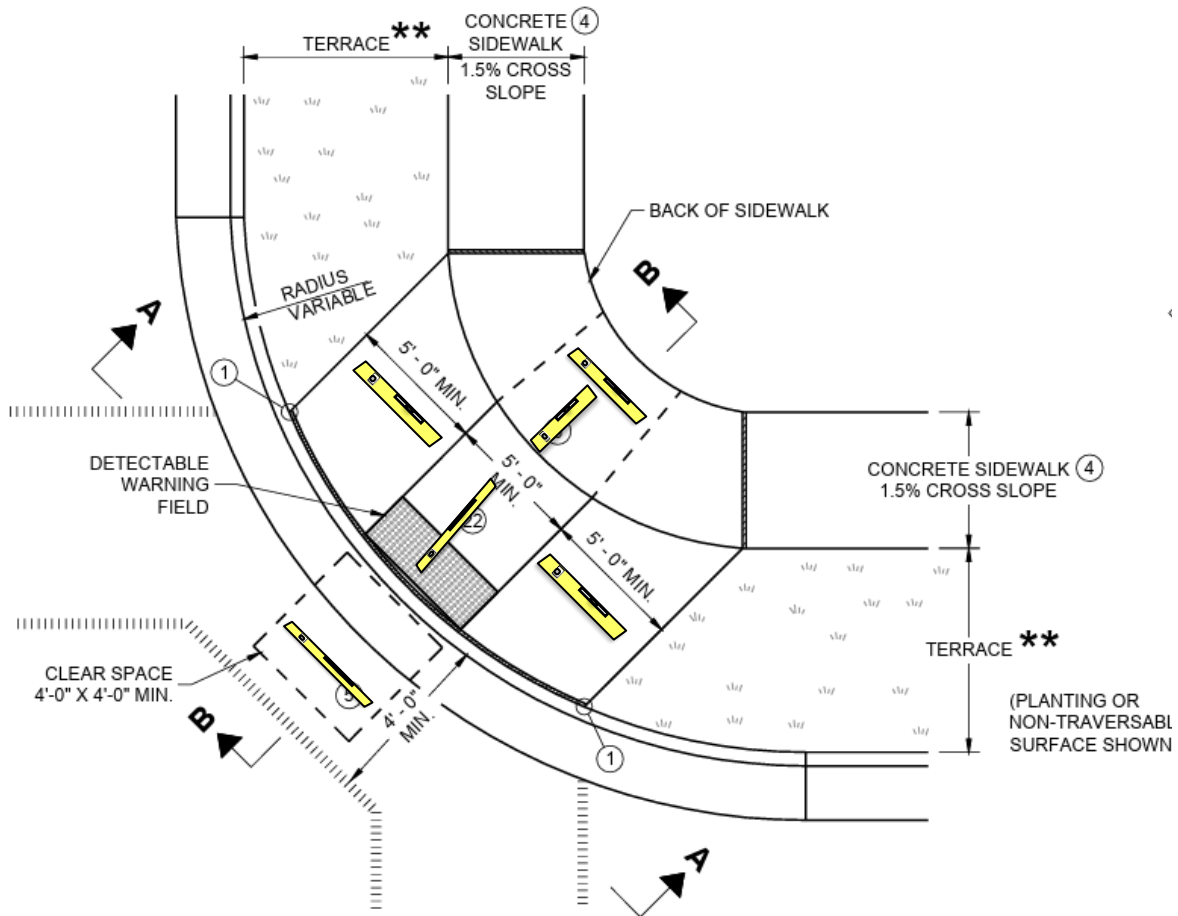 TERRACE **
CONCRETE 4
SIDEWALK
1.5% CROSS
SLOPE
BACK OF SIDEWALK
B
RADIUS
VARIABLE
A
5' - 0" MIN.
1
DETECTABLE
WARNING
FIELD
5' - 0"
MIN.
22
CONCRETE SIDEWALK 4
1.5% CROSS SLOPE
5' - 0" MIN.
TERRACE **
CLEAR SPACE
4'-0" X 4'-0" MIN.
B
4' - 0"
MIN.
(PLANTING OR
NON-TRAVERSABL
SURFACE SHOWN
1
A